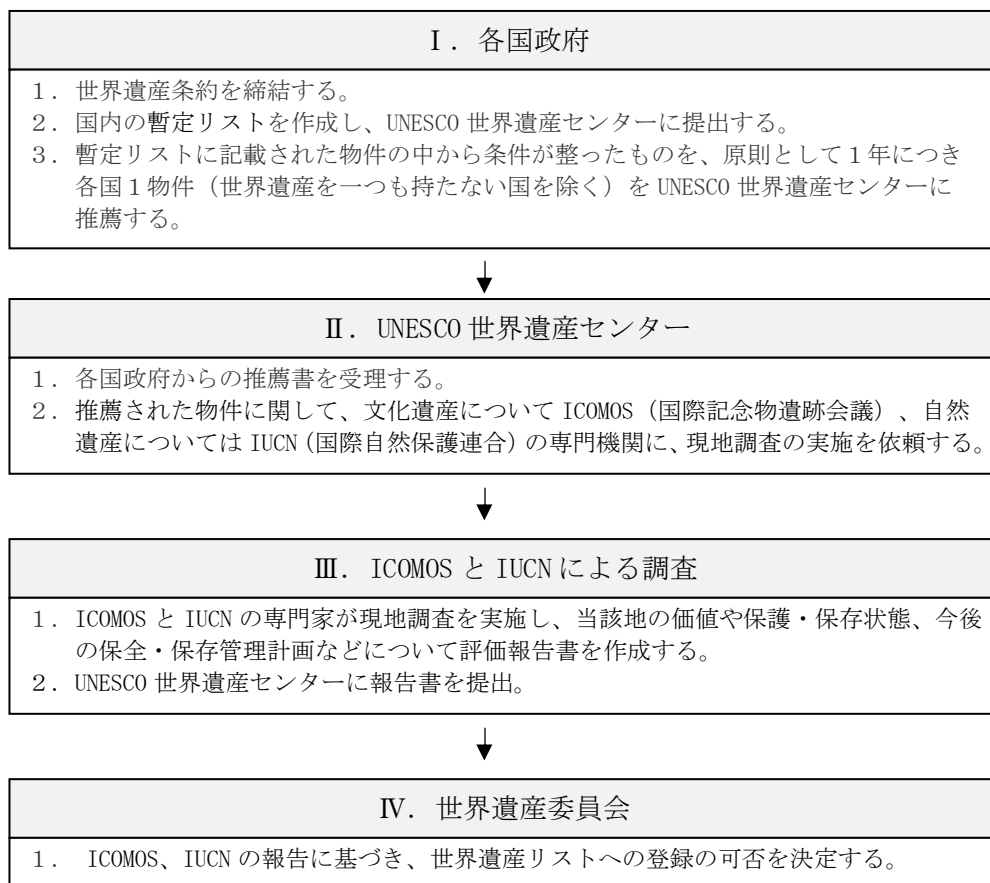 Ⅰ．各国政府
１．世界遺産条約を締結する。
２．国内の暫定リストを作成し、UNESCO 世界遺産センターに提出する。
３．暫定リストに記載された物件の中から条件が整ったものを、原則として１年につき
各国１物件（世界遺産を一つも持たない国を除く）を UNESCO 世界遺産センターに
推薦する。
Ⅱ．UNESCO 世界遺産センター
１．各国政府からの推薦書を受理する。
２．推薦された物件に関して、文化遺産について ICOMOS（国際記念物遺跡会議）、自然
遺産については IUCN（国際自然保護連合）の専門機関に、現地調査の実施を依頼する。
Ⅲ．ICOMOS と IUCN による調査
１．ICOMOS と IUCN の専門家が現地調査を実施し、当該地の価値や保護・保存状態、今後
の保全・保存管理計画などについて評価報告書を作成する。
２．UNESCO 世界遺産センターに報告書を提出。
Ⅳ．世界遺産委員会
１． ICOMOS、IUCN の報告に基づき、世界遺産リストへの登録の可否を決定する。